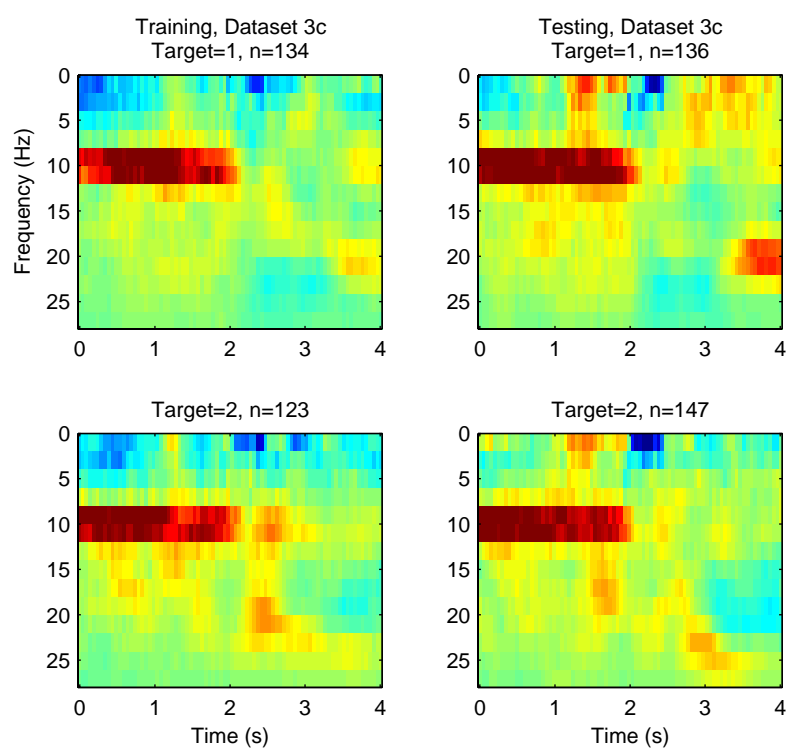 Training, Dataset 3c
Target=1, n=134
0
5
10
15
20
25
Frequency (Hz)
0 1 2 3 4
Testing, Dataset 3c
Target=1, n=136
0
5
10
15
20
25
0 1 2 3 4
Target=2, n=123
0
5
10
15
20
25
0 1 2 3 4
Time (s)
Target=2, n=147
0
5
10
15
20
25
0 1 2 3 4
Time (s)